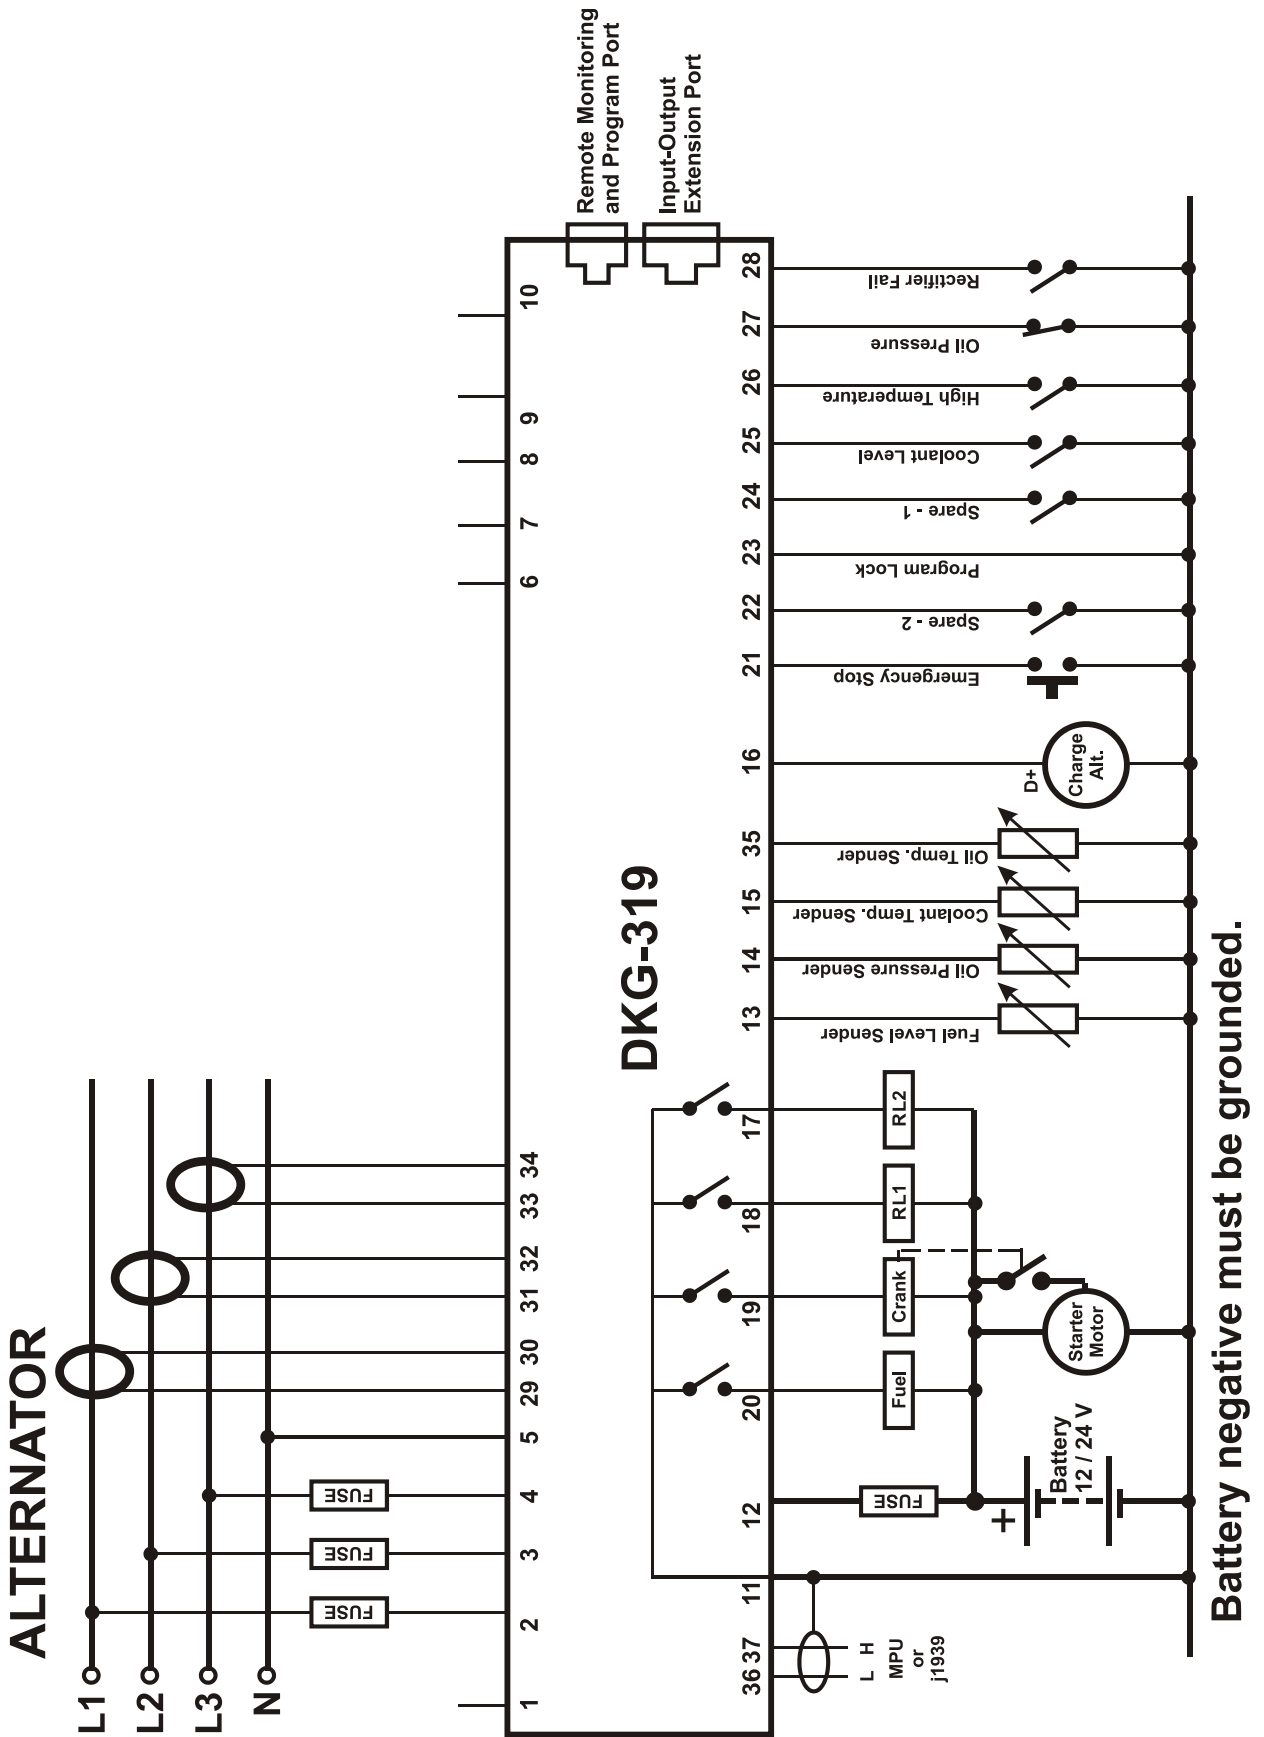 ALTERNATOR
L1
L2
L3
N
FUSE
FUSE
FUSE
1
2
3
4
5
29
30
31
32
33
34
6
7
8
9
10
DKG-319
Remote Monitoring
and Program Port
Input-Output
Extension Port
36
37
11
12
20
19
18
17
13
14
15
35
16
21
22
23
24
25
26
27
28
L
H
MPU
or
j1939
FUSE
+
Battery
12 / 24 V
Fuel
Crank
RL1
RL2
Starter
Motor
Fuel Level Sender
Oil Pressure Sender
Coolant Temp. Sender
Oil Temp. Sender
D+
Charge
Alt.
Emergency Stop
Spare - 2
Program Lock
Spare - 1
Coolant Level
High Temperature
Oil Pressure
Rectifier Fail
Battery negative must be grounded.